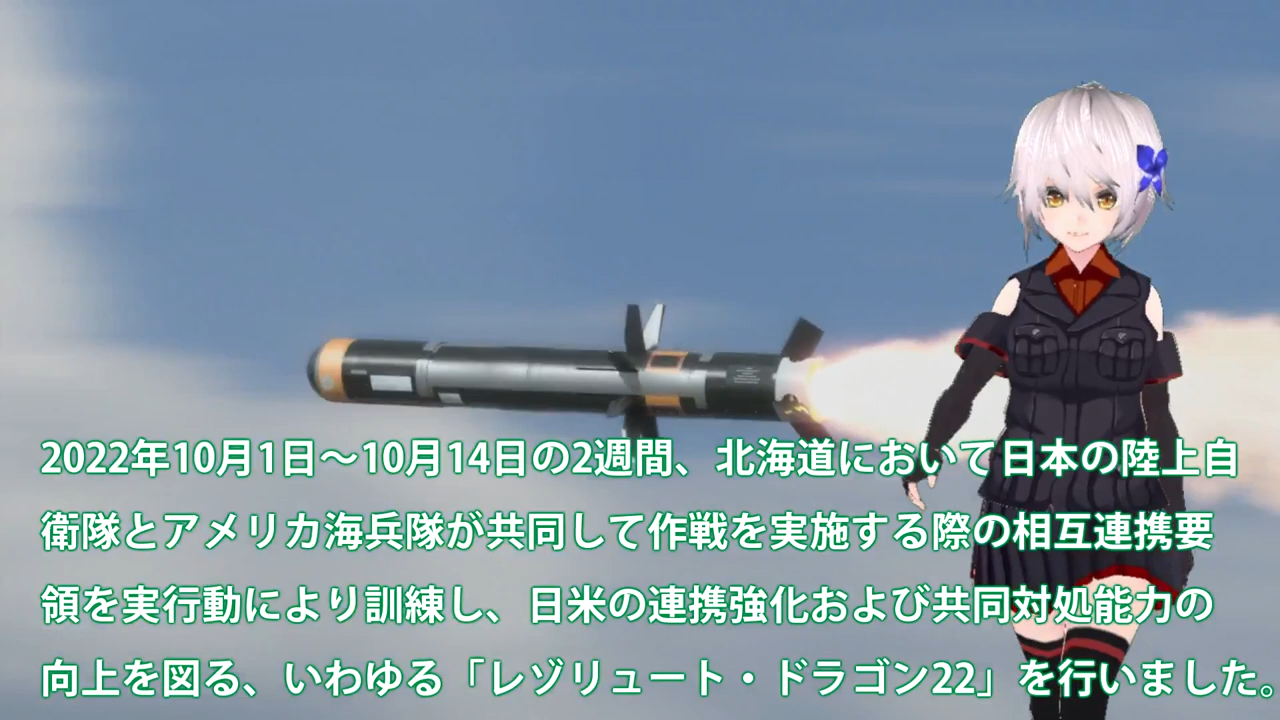 2022年10月1日～10月14日の2週間、北海道において日本の陸上自
衛隊とアメリカ海兵隊が共同して作戦を実施する際の相互連携要
領を実行動により訓練し、日米の連携強化および共同対処能力の
向上を図る、いわゆる「レゾリュート・ドラゴン22」を行いました。